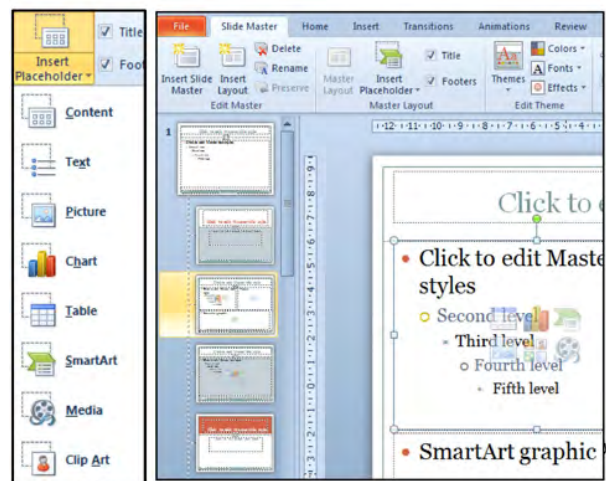 Insert
Placeholder
Title
Foo
Content
Text
Picture
Chart
Table
SmartArt
Media
Clip Art
File Slide Master Home Insert Transitions Animations Review
Insert Slide Master
Insert Layout
Delete
Rename
Preserve
Edit Master
Master Layout
Insert Placeholder
Title
Footers
Master Layout
Themes
Colors
Fonts
Effects
Edit Theme
1
Click to e
Click to edit Maste
styles
Second level
Third level
Fourth level
Fifth level
SmartArt graphic